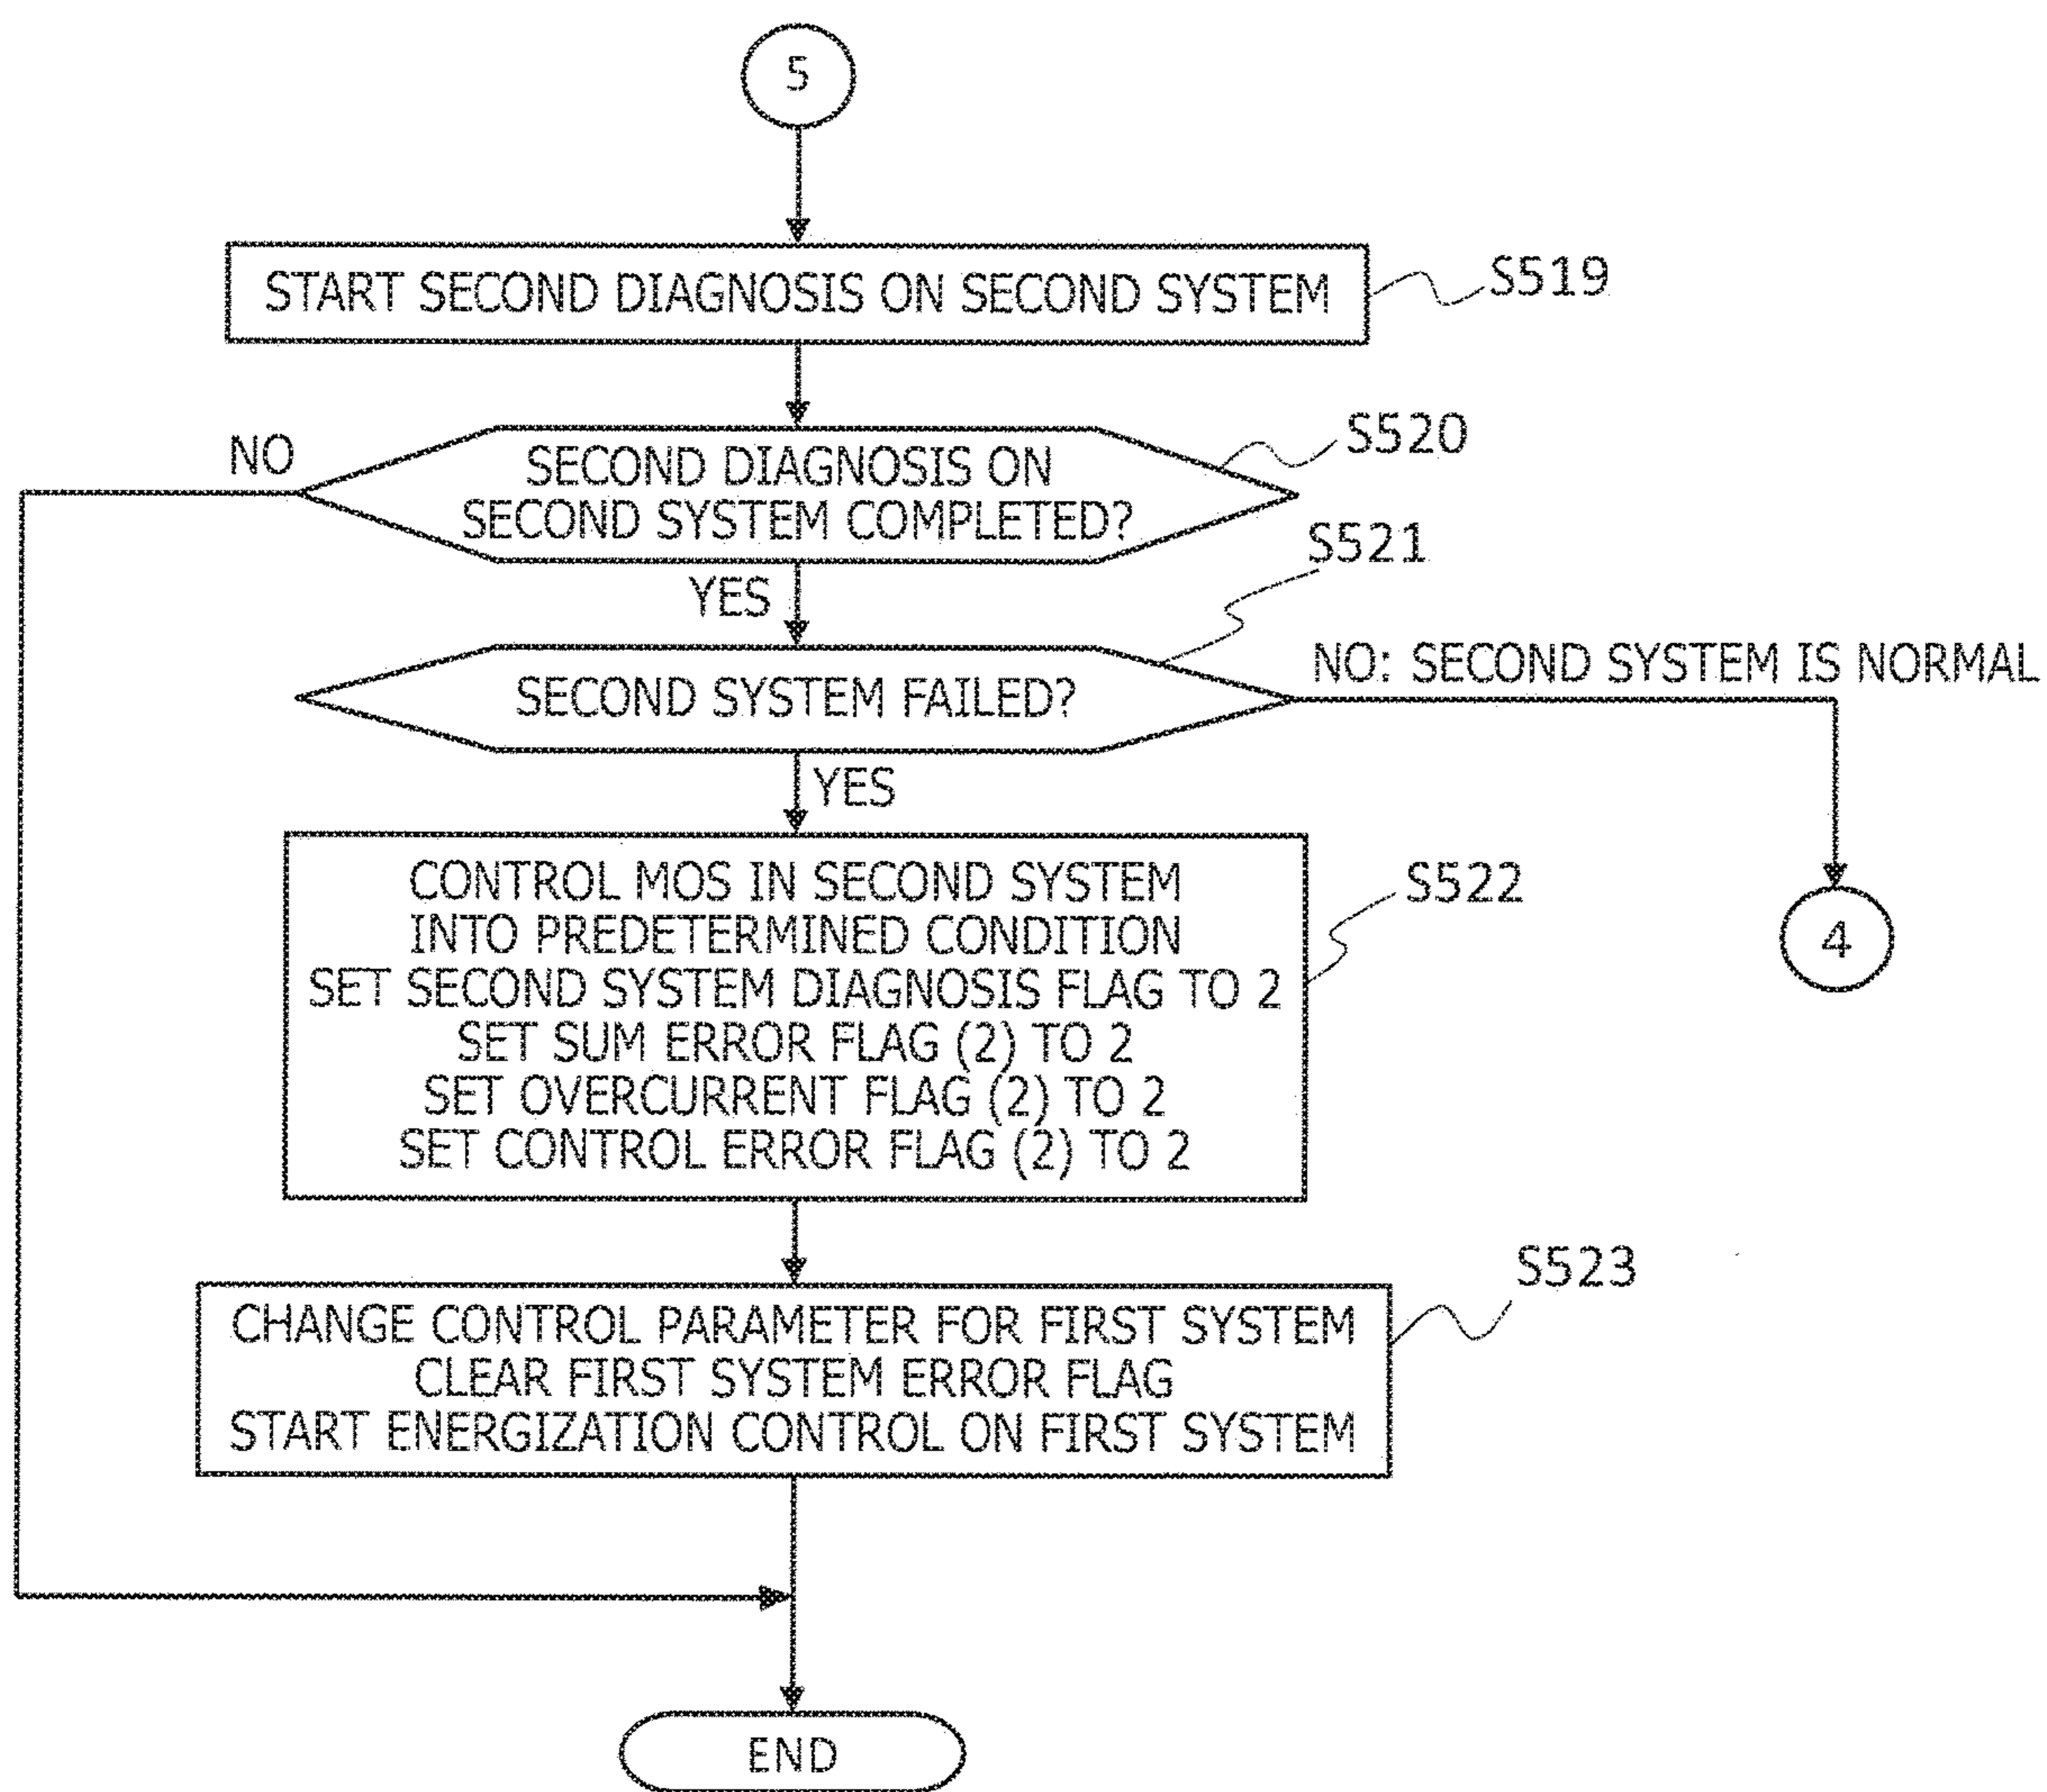 5
START SECOND DIAGNOSIS ON SECOND SYSTEM
S519
NO
SECOND DIAGNOSIS ON
SECOND SYSTEM COMPLETED?
S520
YES
S521
SECOND SYSTEM FAILED?
NO: SECOND SYSTEM IS NORMAL
YES
CONTROL MOS IN SECOND SYSTEM
INTO PREDETERMINED CONDITION
SET SECOND SYSTEM DIAGNOSIS FLAG TO 2
SET SUM ERROR FLAG (2) TO 2
SET OVERCURRENT FLAG (2) TO 2
SET CONTROL ERROR FLAG (2) TO 2
S522
4
CHANGE CONTROL PARAMETER FOR FIRST SYSTEM
CLEAR FIRST SYSTEM ERROR FLAG
START ENERGIZATION CONTROL ON FIRST SYSTEM
S523
END